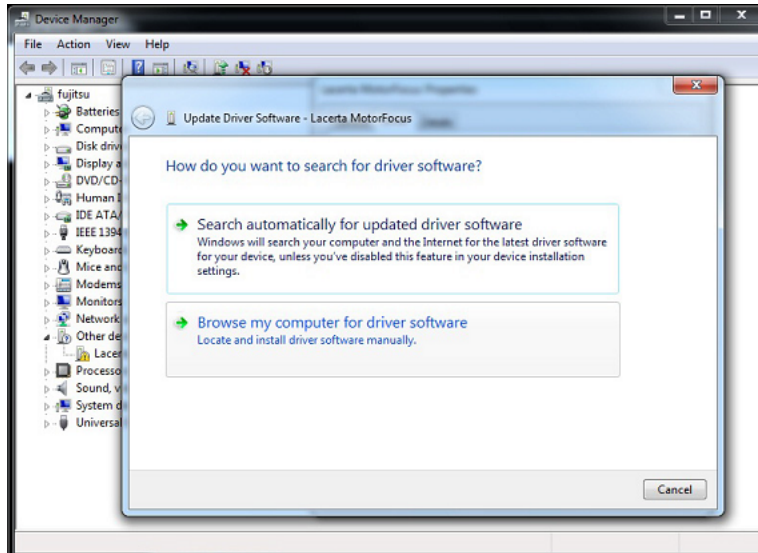 Device Manager
File Action View Help
fujitsu
Batteries
Compute
Disk driv
Display a
DVD/CD-
Human I
IDE ATA/
IEEE 1394
Keyboard
Mice and
Modems
Monitors
Network
Other de
Lacer
Processo
Sound, v
System d
Universal
Lacerta MotorFocus Properties
Update Driver Software - Lacerta MotorFocus
How do you want to search for driver software?
Search automatically for updated driver software
Windows will search your computer and the Internet for the latest driver software
for your device, unless you've disabled this feature in your device installation
settings.
Browse my computer for driver software
Locate and install driver software manually.
Cancel